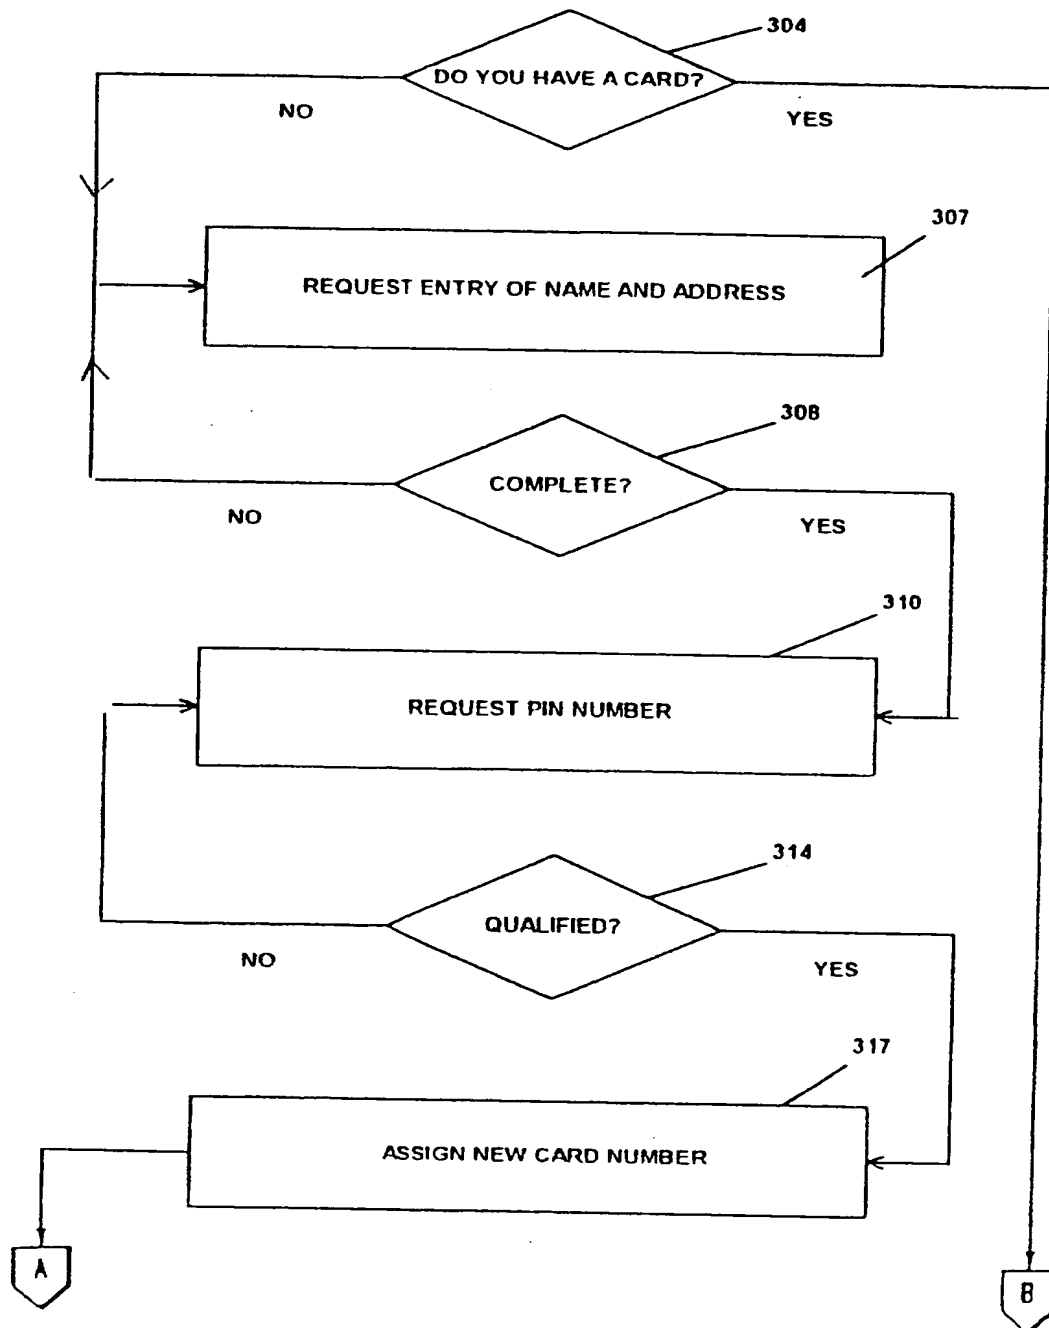 304
DO YOU HAVE A CARD?
NO
YES
307
REQUEST ENTRY OF NAME AND ADDRESS
308
COMPLETE?
NO
YES
310
REQUEST PIN NUMBER
314
QUALIFIED?
NO
YES
317
ASSIGN NEW CARD NUMBER
A
B